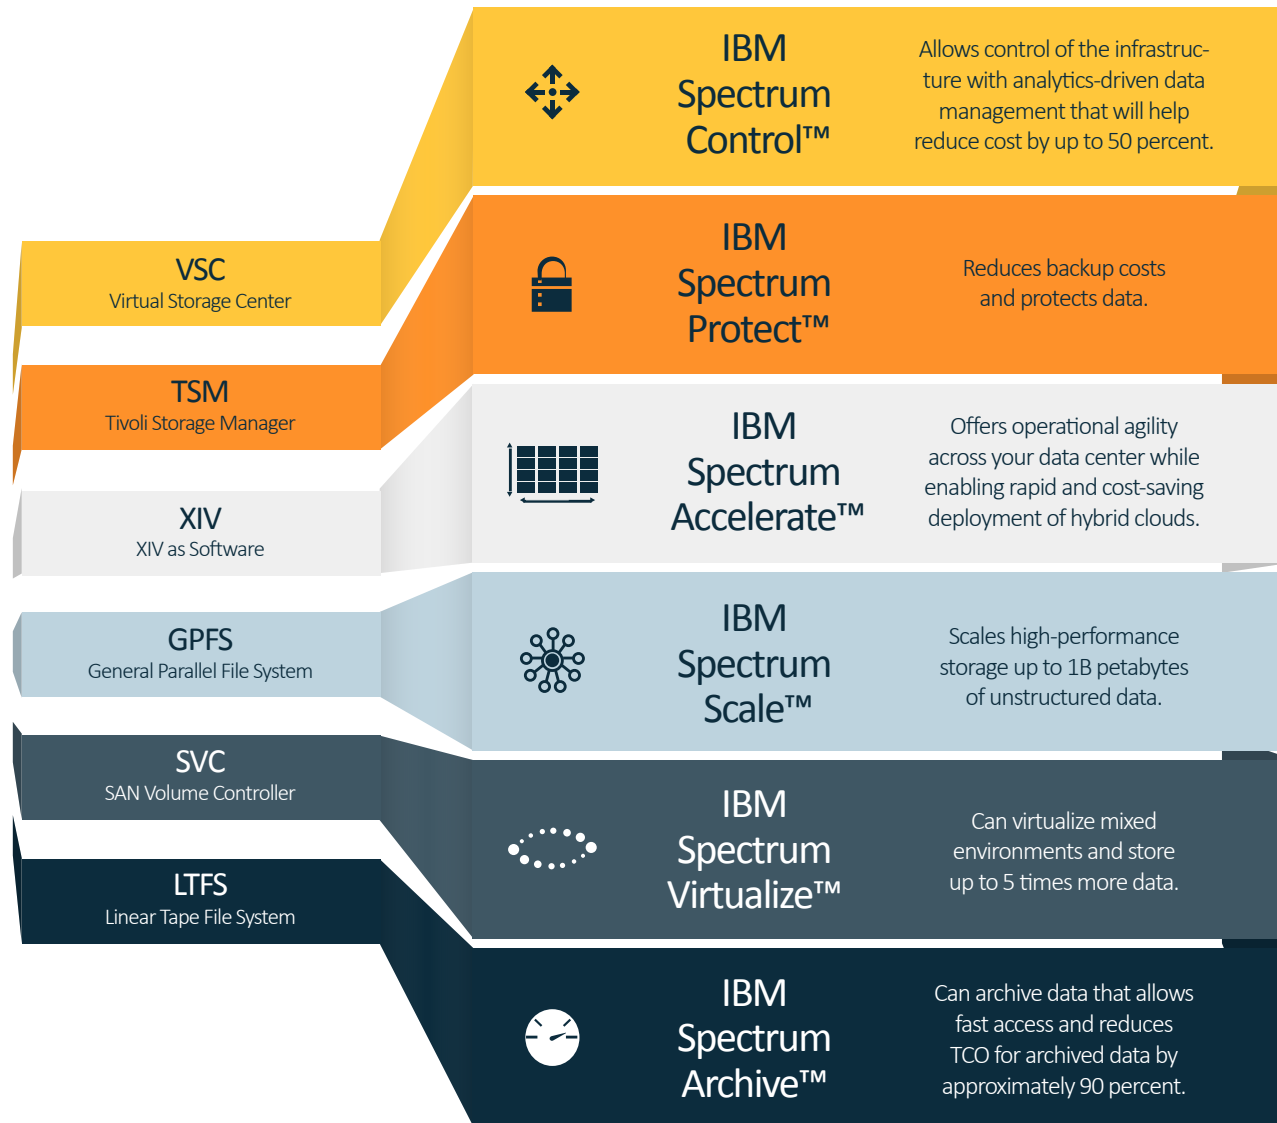 IBM
Spectrum
Control™
Allows control of the infrastruc-
ture with analytics-driven data
management that will help
reduce cost by up to 50 percent.
VSC
Virtual Storage Center
IBM
Spectrum
Protect™
Reduces backup costs
and protects data.
TSM
Tivoli Storage Manager
IBM
Spectrum
Accelerate™
Offers operational agility
across your data center while
enabling rapid and cost-saving
deployment of hybrid clouds.
XIV
XIV as Software
IBM
Spectrum
Scale™
Scales high-performance
storage up to 1B petabytes
of unstructured data.
GPFS
General Parallel File System
IBM
Spectrum
Virtualize™
Can virtualize mixed
environments and store
up to 5 times more data.
SVC
SAN Volume Controller
IBM
Spectrum
Archive™
Can archive data that allows
fast access and reduces
TCO for archived data by
approximately 90 percent.
LTFS
Linear Tape File System